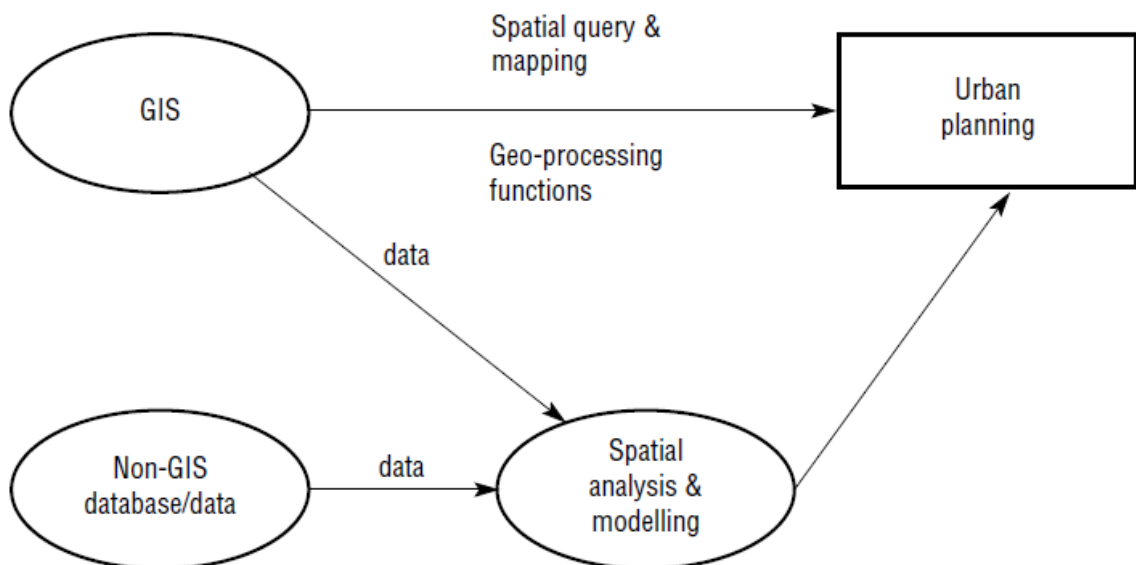 Spatial query &
mapping
GIS
Urban
planning
Geo-processing
functions
data
Non-GIS
database/data
data
Spatial
analysis &
modelling